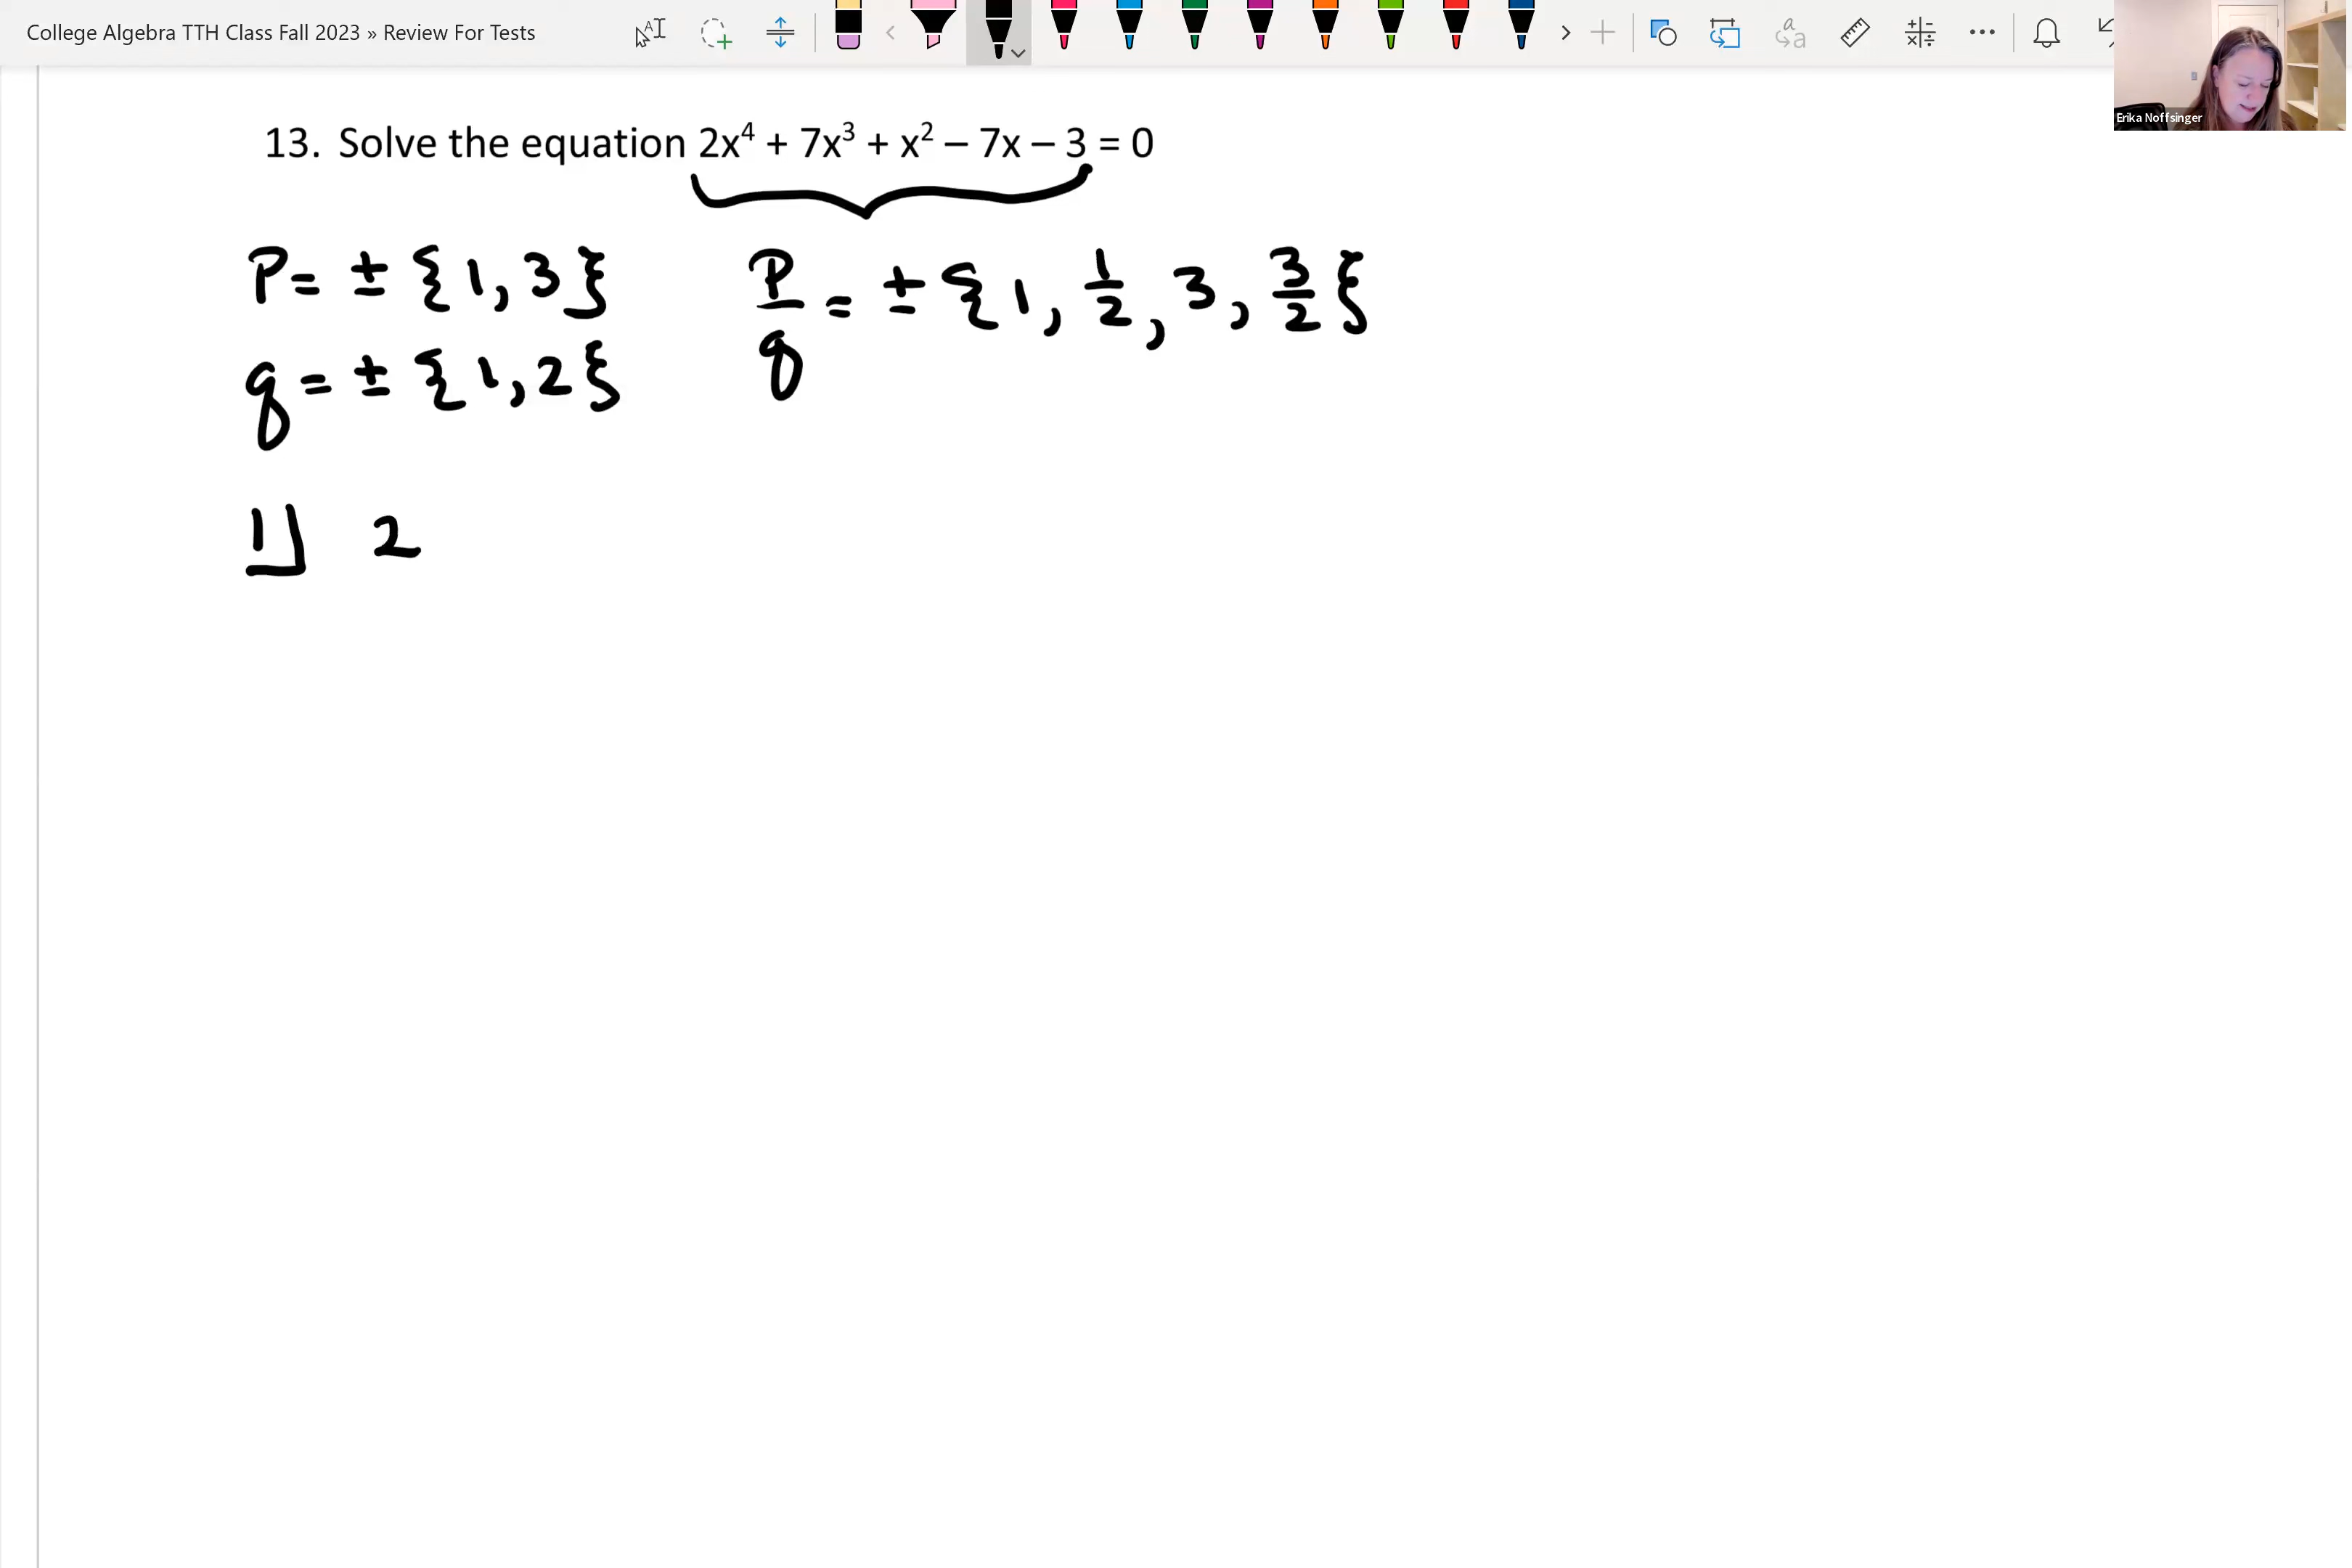 College Algebra TTH Class Fall 2023 » Review For Tests
Erika Noffsinger
13. Solve the equation 2x⁴ + 7x³ + x² – 7x – 3 = 0
P = ± {1, 3}
P/q = ± {1, 1/2, 3, 3/2}
q = ± {1, 2}
1⌋ 2